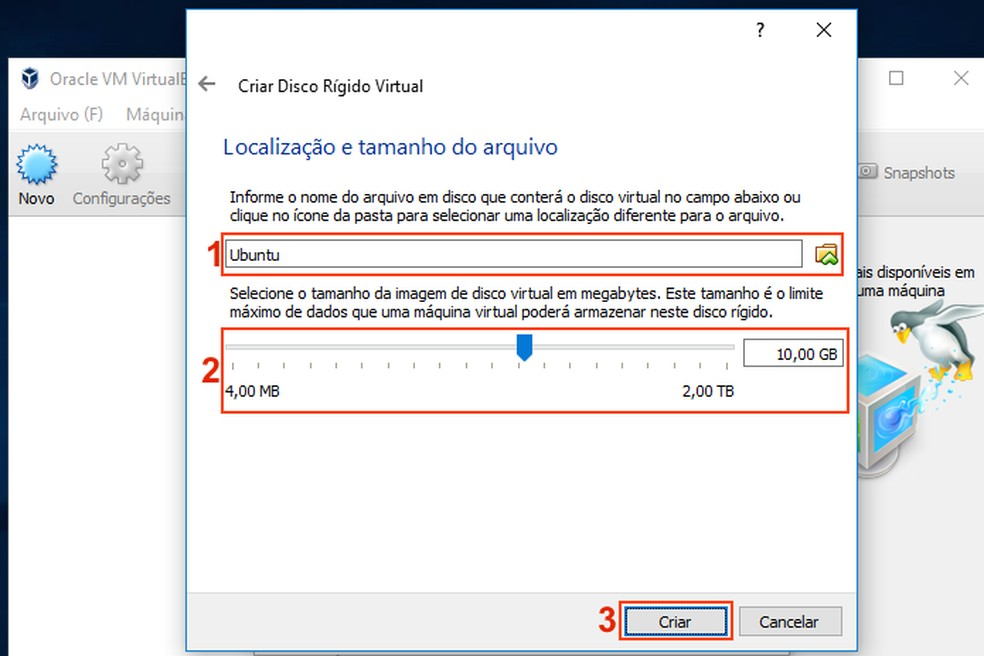 ?
Criar Disco Rígido Virtual
Oracle VM Virtual
Arquivo (F)
Novo
Configurações
Snapshots
Localização e tamanho do arquivo
Informe o nome do arquivo em disco que conterá o disco virtual no campo abaixo ou
clique no ícone da pasta para selecionar uma localização diferente para o arquivo.
1
Ubuntu
Selecione o tamanho da imagem de disco virtual em megabytes. Este tamanho é o limite
máximo de dados que uma máquina virtual poderá armazenar neste disco rígido.
2
10,00 GB
4,00 MB
2,00 TB
disponíveis em
uma máquina
3
Criar
Cancelar